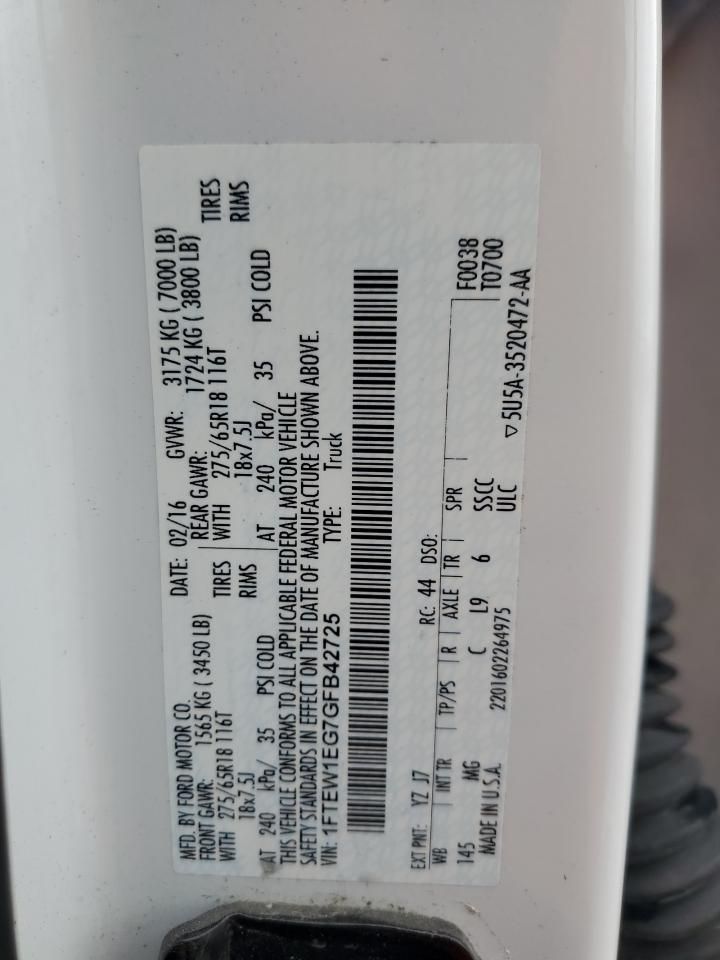 MFD. BY FORD MOTOR CO.
DATE: 02/16 GVWR: 3175 KG ( 7000 LB)
FRONT GAWR: 1565 KG ( 3450 LB)
REAR GAWR: 1724 KG ( 3800 LB)
WITH 275/65R18 116T TIRES
WITH 275/65R18 116T TIRES
18x7.5J RIMS
18x7.5J RIMS
AT 240 kPa/ 35 PSI COLD
AT 240 kPa/ 35 PSI COLD
THIS VEHICLE CONFORMS TO ALL APPLICABLE FEDERAL MOTOR VEHICLE
SAFETY STANDARDS IN EFFECT ON THE DATE OF MANUFACTURE SHOWN ABOVE.
VIN: 1FTEW1EG7GFB42725 TYPE: Truck
EXT PNT: YZ J7 RC: 44 DSO:
WB INT TR TP/PS R AXLE TR SPR F0038
145 MG C L9 6 SSCC T0700
MADE IN U.S.A. 2201602264975 ULC ▽5U5A-3520472-AA